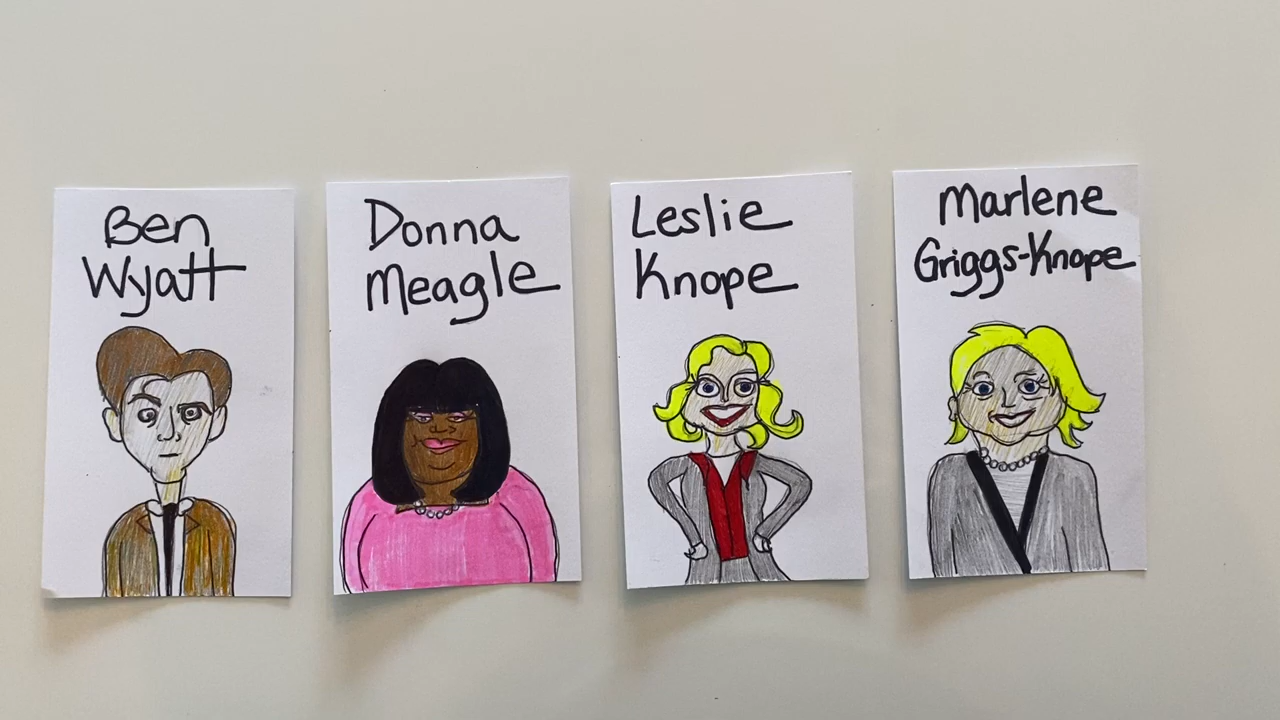 Ben
Wyatt
Donna
Meagle
Leslie
Knope
Marlene
Griggs-Knope